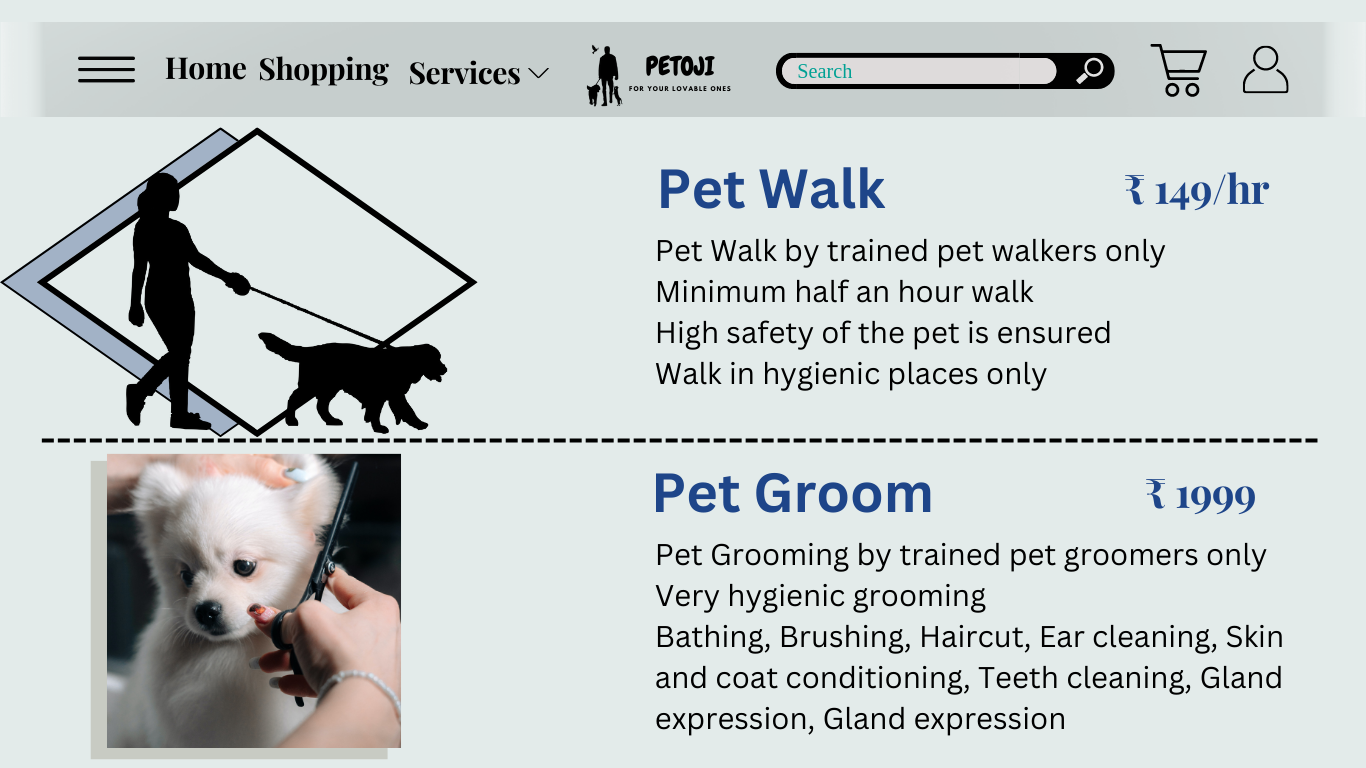 Home Shopping Services PETOJI Search
FOR YOUR LOVABLE ONES
Pet Walk ₹ 149/hr
Pet Walk by trained pet walkers only
Minimum half an hour walk
High safety of the pet is ensured
Walk in hygienic places only
Pet Groom ₹ 1999
Pet Grooming by trained pet groomers only
Very hygienic grooming
Bathing, Brushing, Haircut, Ear cleaning, Skin
and coat conditioning, Teeth cleaning, Gland
expression, Gland expression